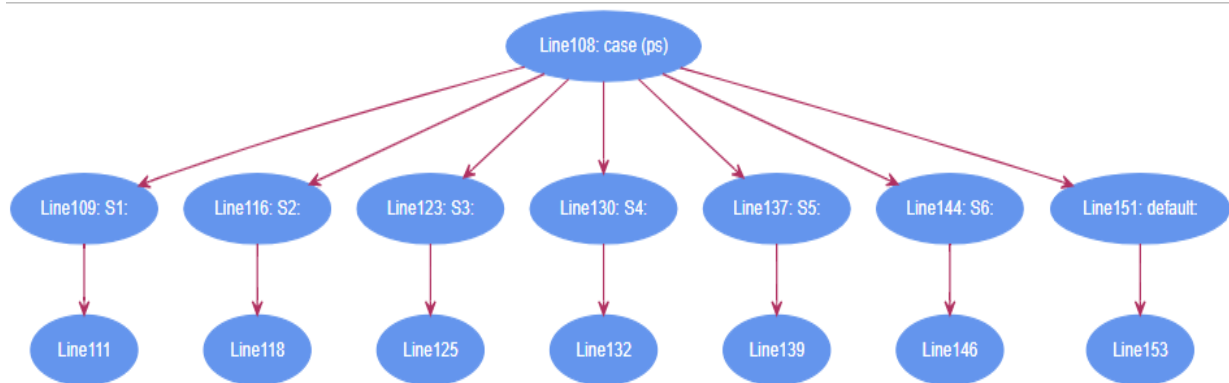 Line108: case (ps)
Line109: S1:
Line116: S2:
Line123: S3:
Line130: S4:
Line137: S5:
Line144: S6:
Line151: default:
Line111
Line118
Line125
Line132
Line139
Line146
Line153